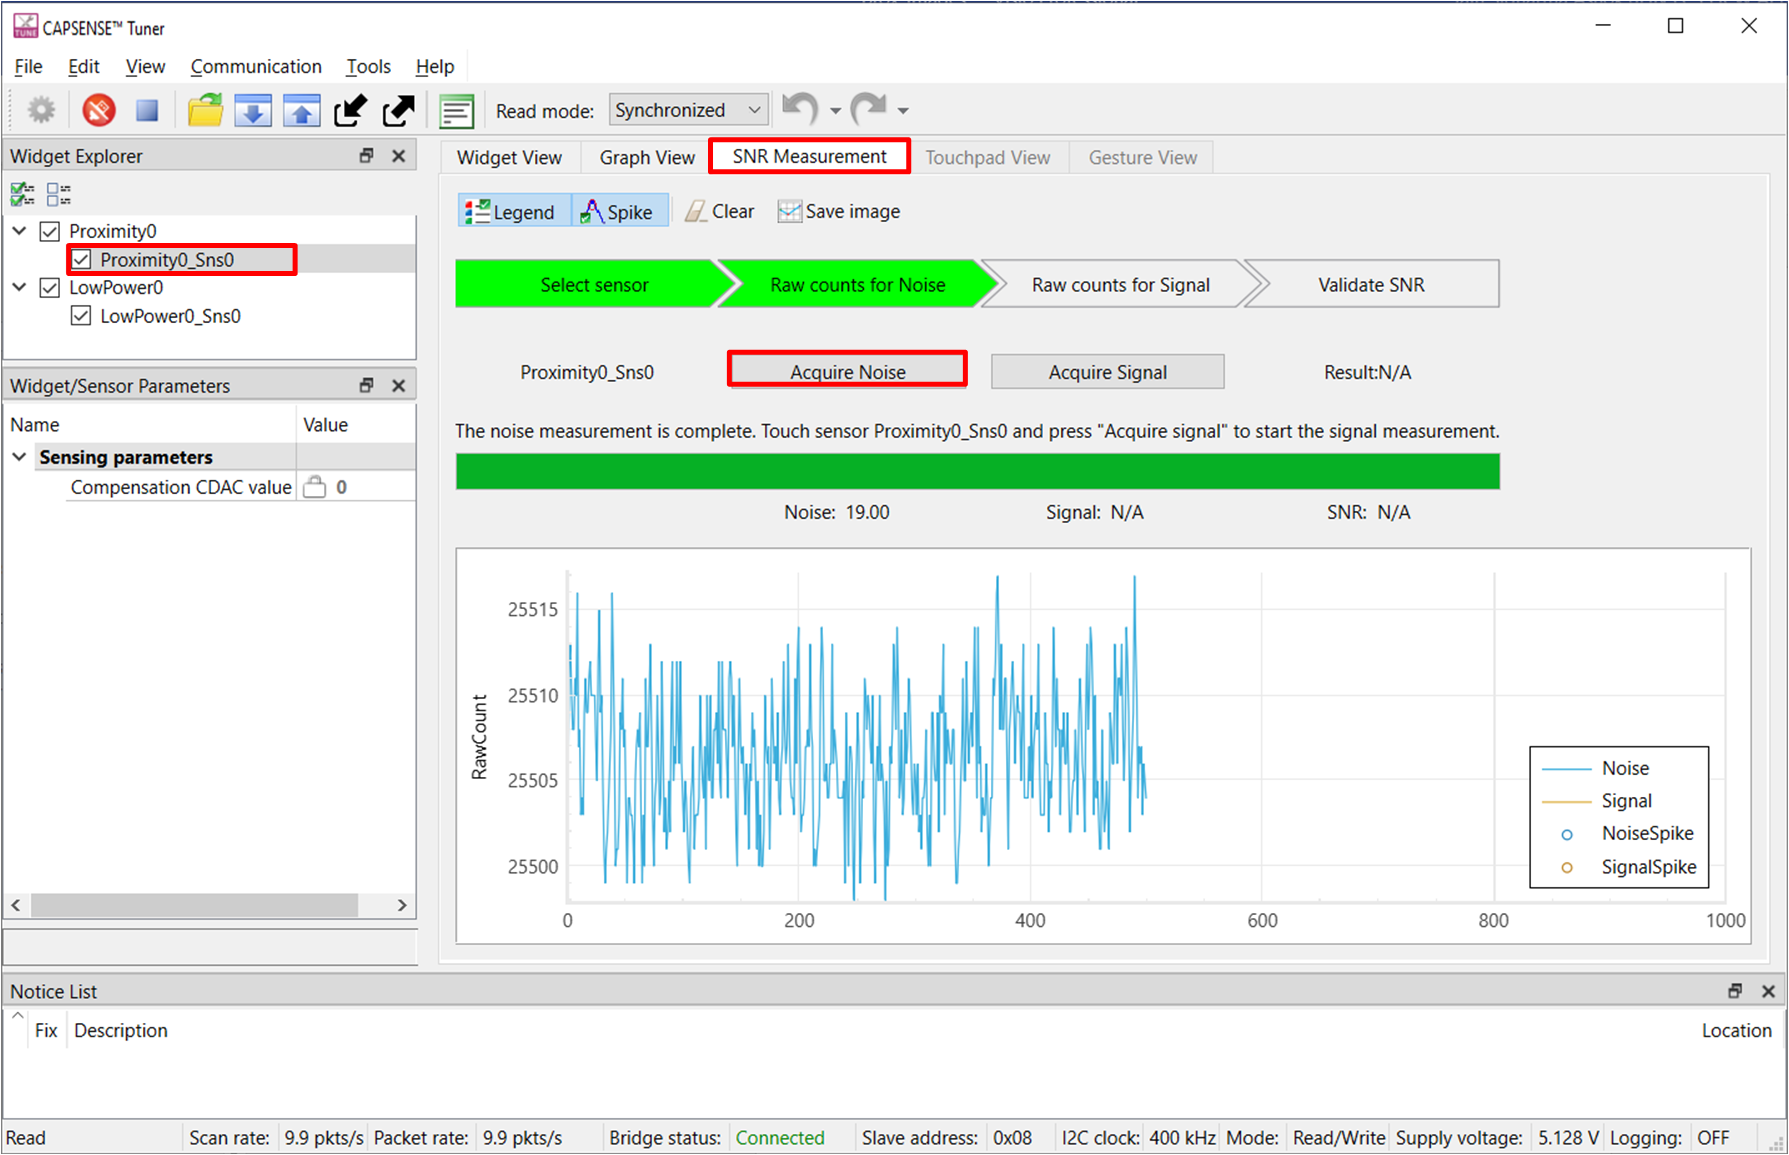 CAPSENSE™ Tuner
File Edit View Communication Tools Help
Read mode: Synchronized
Widget Explorer
Proximity0
Proximity0_Sns0
LowPower0
LowPower0_Sns0
Widget/Sensor Parameters
Name Value
Sensing parameters
Compensation CDAC value 0
Widget View Graph View SNR Measurement Touchpad View Gesture View
Legend Spike Clear Save image
Select sensor Raw counts for Noise Raw counts for Signal Validate SNR
Proximity0_Sns0 Acquire Noise Acquire Signal Result:N/A
The noise measurement is complete. Touch sensor Proximity0_Sns0 and press "Acquire signal" to start the signal measurement.
Noise: 19.00 Signal: N/A SNR: N/A
RawCount
25515
25510
25505
25500
0 200 400 600 800 1000
Noise
Signal
NoiseSpike
SignalSpike
Notice List
Fix Description Location
Read Scan rate: 9.9 pkts/s Packet rate: 9.9 pkts/s Bridge status: Connected Slave address: 0x08 I2C clock: 400 kHz Mode: Read/Write Supply voltage: 5.128 V Logging: OFF